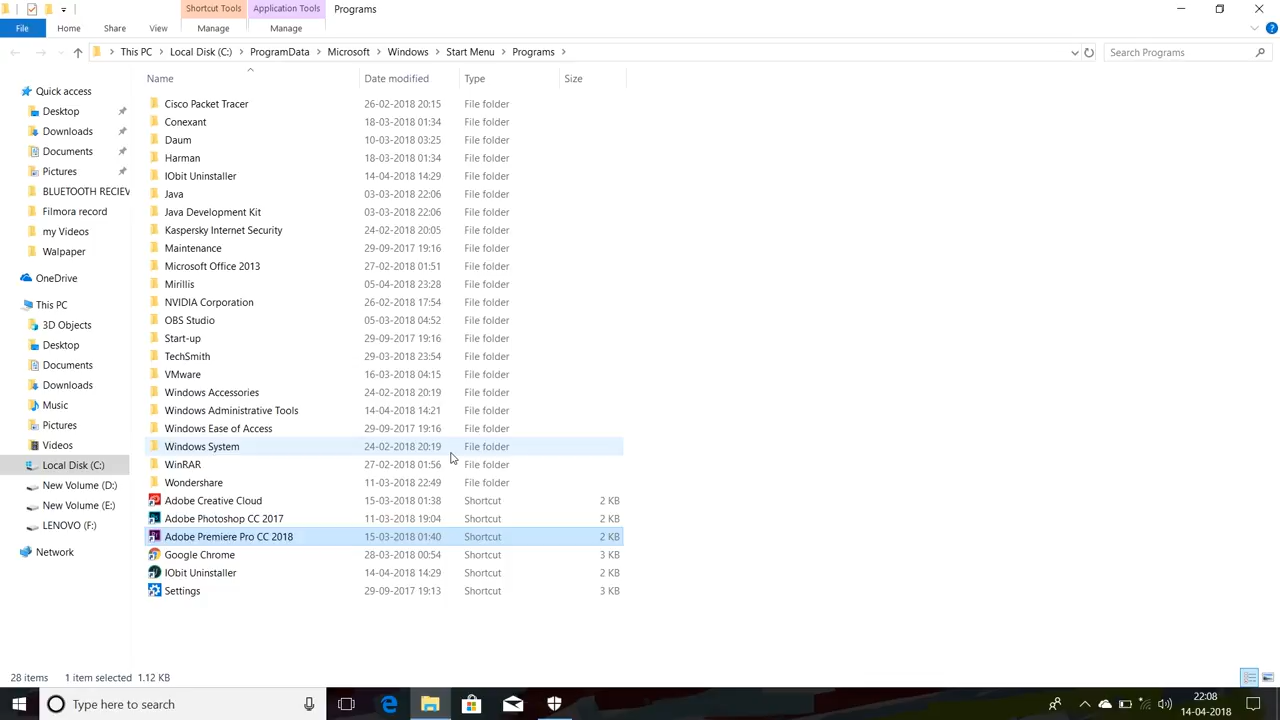 Shortcut Tools Application Tools Programs
File Home Share View Manage Manage
This PC Local Disk (C:) ProgramData Microsoft Windows Start Menu Programs Search Programs
Name Date modified Type Size
Quick access
Desktop
Downloads
Documents
Pictures
BLUETOOTH RECIEV
Filmora record
my Videos
Walpaper
OneDrive
This PC
3D Objects
Desktop
Documents
Downloads
Music
Pictures
Videos
Local Disk (C:)
New Volume (D:)
New Volume (E:)
LENOVO (F:)
Network
Cisco Packet Tracer 26-02-2018 20:15 File folder
Conexant 18-03-2018 01:34 File folder
Daum 10-03-2018 03:25 File folder
Harman 18-03-2018 01:34 File folder
IObit Uninstaller 14-04-2018 14:29 File folder
Java 03-03-2018 22:06 File folder
Java Development Kit 03-03-2018 22:06 File folder
Kaspersky Internet Security 24-02-2018 20:05 File folder
Maintenance 29-09-2017 19:16 File folder
Microsoft Office 2013 27-02-2018 01:51 File folder
Mirillis 05-04-2018 23:28 File folder
NVIDIA Corporation 26-02-2018 17:54 File folder
OBS Studio 05-03-2018 04:52 File folder
Start-up 29-09-2017 19:16 File folder
TechSmith 29-03-2018 23:54 File folder
VMware 16-03-2018 04:15 File folder
Windows Accessories 24-02-2018 20:19 File folder
Windows Administrative Tools 14-04-2018 14:21 File folder
Windows Ease of Access 29-09-2017 19:16 File folder
Windows System 24-02-2018 20:19 File folder
WinRAR 27-02-2018 01:56 File folder
Wondershare 11-03-2018 22:49 File folder
Adobe Creative Cloud 15-03-2018 01:38 Shortcut 2 KB
Adobe Photoshop CC 2017 11-03-2018 19:04 Shortcut 2 KB
Adobe Premiere Pro CC 2018 15-03-2018 01:40 Shortcut 2 KB
Google Chrome 28-03-2018 00:54 Shortcut 3 KB
IObit Uninstaller 14-04-2018 14:29 Shortcut 2 KB
Settings 29-09-2017 19:13 Shortcut 3 KB
28 items 1 item selected 1.12 KB
Type here to search
22:08
14-04-2018